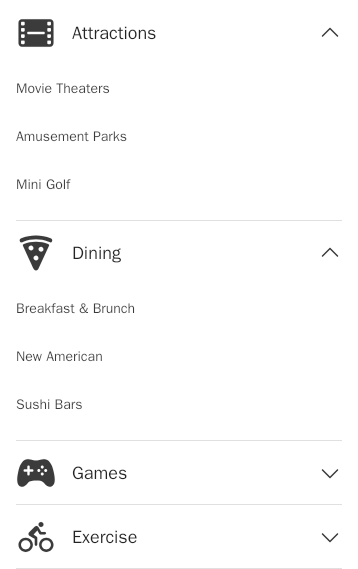 Attractions
Movie Theaters
Amusement Parks
Mini Golf
Dining
Breakfast & Brunch
New American
Sushi Bars
Games
Exercise